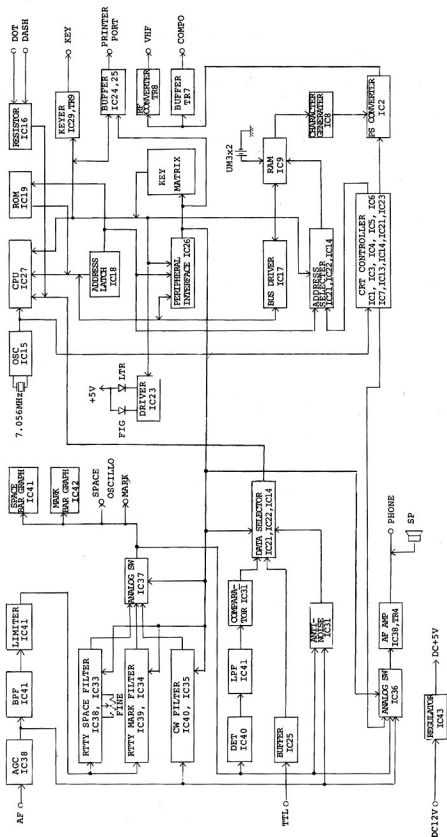 AF
AGC
IC38
BPF
IC41
LIMITER
IC41
SPACE
BAR GRAPH
IC41
MARK
BAR GRAPH
IC42
SPACE
OSCILLO
MARK
RTTY SPACE FILTER
IC38, IC33
FINE
RTTY MARK FILTER
IC39, IC34
CW FILTER
IC40, IC35
ANALOG SW
IC37
DET
IC40
LPF
IC41
COMPARA-
TOR IC31
DATA SELECTOR
IC21,IC22,IC14
TTL
BUFFER
IC25
ANTI-
NOISE
IC31
ANALOG SW
IC36
AF AMP
IC38,TR4
PHONE
SP
DC12V
REGULATOR
IC43
DC+5V
7.056MHz
OSC
IC15
CPU
IC27
ROM
IC19
RESISTOR
IC16
DOT
DASH
+5V
FIG
LTR
DRIVER
IC23
ADDRESS
LATCH
IC18
KEYER
IC29,TR9
KEY
BUFFER
IC24,25
PRINTER
PORT
RF
CONVERTER
TR8
VHF
BUFFER
TR7
COMPO
PERIPHERAL
INTERFACE IC26
KEY
MATRIX
BUS DRIVER
IC17
RAM
IC9
UM3x2
CHARACTER
GENERATER
IC8
PS CONVERTER
IC2
ADDRESS
SELECTER
IC21,IC22,IC14
CRT CONTROLLER
IC1, IC3, IC4, IC5, IC6
IC7,IC13,IC14,IC21,IC23